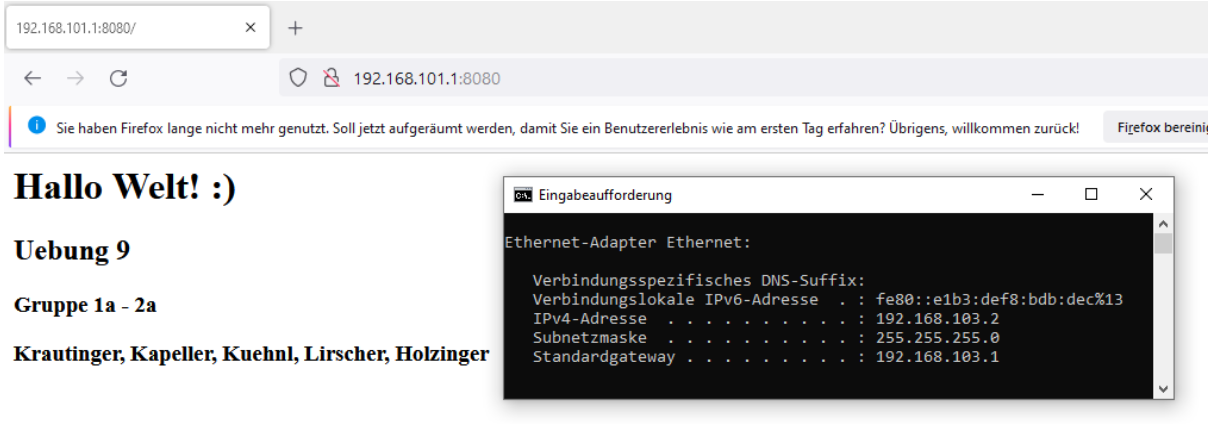 192.168.101.1:8080/
192.168.101.1:8080
Sie haben Firefox lange nicht mehr genutzt. Soll jetzt aufgeräumt werden, damit Sie ein Benutzererlebnis wie am ersten Tag erfahren? Übrigens, willkommen zurück!
Firefox bereini
Hallo Welt! :)
Uebung 9
Gruppe 1a - 2a
Krautinger, Kapeller, Kuehnl, Lirscher, Holzinger
Eingabeaufforderung
Ethernet-Adapter Ethernet:
Verbindungsspezifisches DNS-Suffix:
Verbindungslokale IPv6-Adresse . : fe80::e1b3:def8:bdb:dec%13
IPv4-Adresse . . . . . . . . . . : 192.168.103.2
Subnetzmaske . . . . . . . . . . : 255.255.255.0
Standardgateway . . . . . . . . . : 192.168.103.1